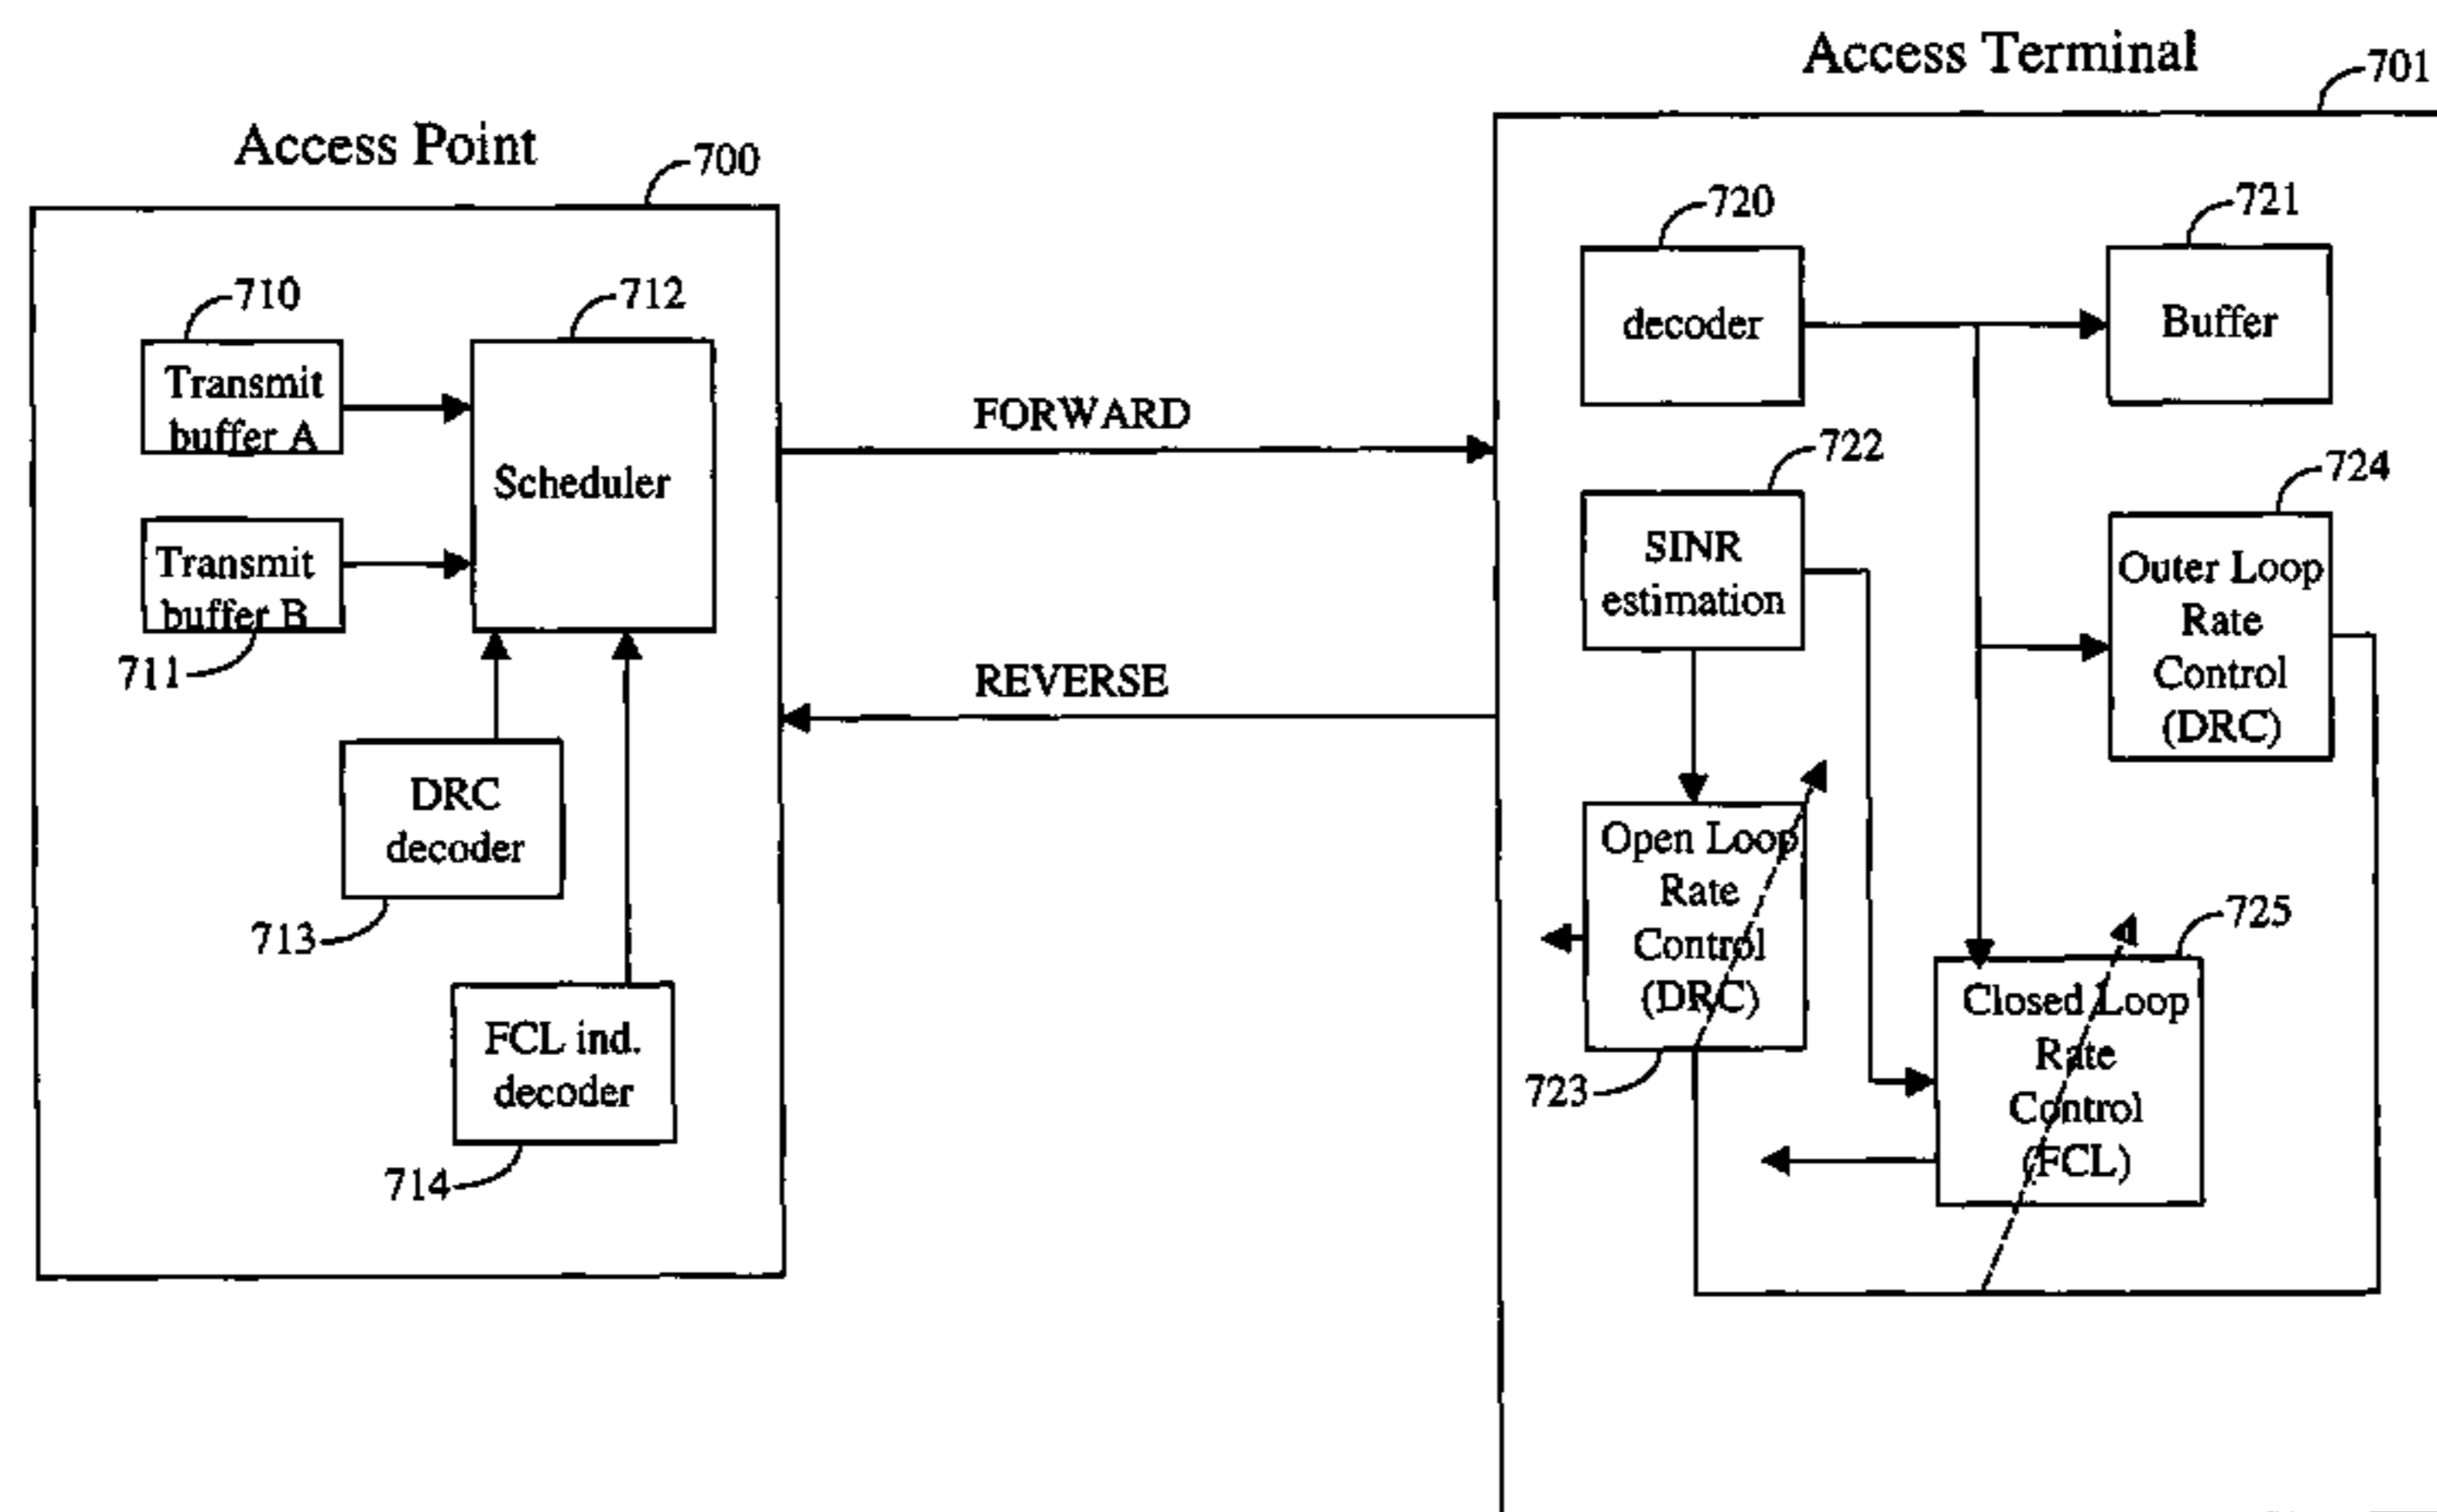 Access Terminal
701
Access Point
700
720
721
710
712
decoder
Buffer
Transmit
buffer A
FORWARD
722
724
Scheduler
SINR
estimation
Outer Loop
Rate
Control
(DRC)
Transmit
buffer B
711
REVERSE
DRC
decoder
Open Loop
Rate
Control
(DRC)
713
725
FCL ind.
decoder
Closed Loop
Rate
Control
(FCL)
723
714